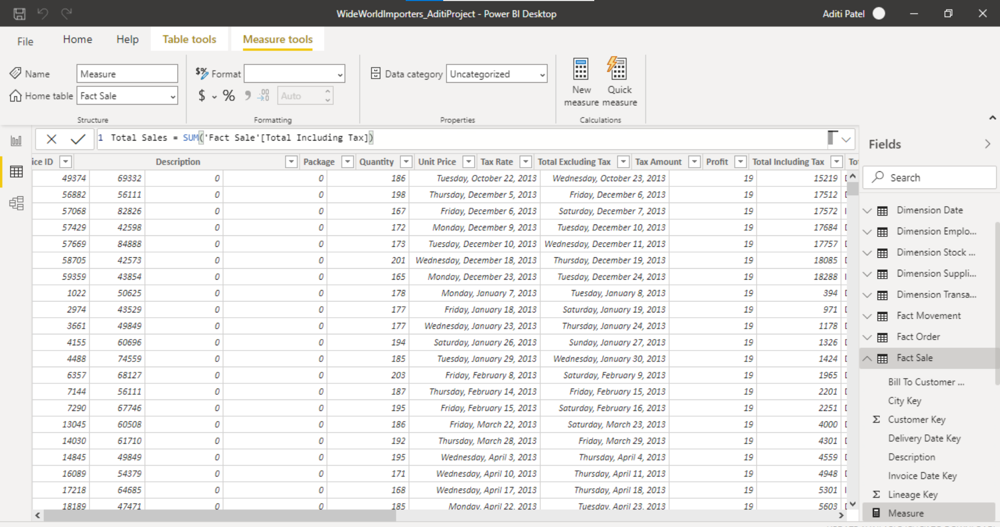 WideWorldImporters_AditiProject - Power BI Desktop
Aditi Patel
File
Home
Help
Table tools
Measure tools
Name
Measure
Home table
Fact Sale
Structure
$%
Format
$ % 9 .00 →.0
Auto
Formatting
Data category
Uncategorized
Properties
New measure
Quick measure
Calculations
1 Total Sales = SUM('Fact Sale'[Total Including Tax])
ice ID Description Package Quantity Unit Price Tax Rate Total Excluding Tax Tax Amount Profit Total Including Tax To
49374 69332 0 0 186 Tuesday, October 22, 2013 Wednesday, October 23, 2013 19 15219
56882 56111 0 0 198 Thursday, December 5, 2013 Friday, December 6, 2013 19 17512
57068 82826 0 0 167 Friday, December 6, 2013 Saturday, December 7, 2013 19 17572
57429 42598 0 0 172 Monday, December 9, 2013 Tuesday, December 10, 2013 19 17684
57669 84888 0 0 173 Tuesday, December 10, 2013 Wednesday, December 11, 2013 19 17757
58705 42573 0 0 201 Wednesday, December 18, 2013 Thursday, December 19, 2013 19 18085
59359 43854 0 0 165 Monday, December 23, 2013 Tuesday, December 24, 2013 19 18288
1022 50625 0 0 178 Monday, January 7, 2013 Tuesday, January 8, 2013 19 394
2974 43529 0 0 177 Friday, January 18, 2013 Saturday, January 19, 2013 19 971
3661 49849 0 0 177 Wednesday, January 23, 2013 Thursday, January 24, 2013 19 1178
4155 60696 0 0 194 Saturday, January 26, 2013 Sunday, January 27, 2013 19 1326
4488 74559 0 0 185 Tuesday, January 29, 2013 Wednesday, January 30, 2013 19 1424
6357 68127 0 0 203 Friday, February 8, 2013 Saturday, February 9, 2013 19 1965
7144 56111 0 0 187 Thursday, February 14, 2013 Friday, February 15, 2013 19 2201
7290 67746 0 0 195 Friday, February 15, 2013 Saturday, February 16, 2013 19 2251
13045 60508 0 0 186 Friday, March 22, 2013 Saturday, March 23, 2013 19 4000
14030 61710 0 0 192 Thursday, March 28, 2013 Friday, March 29, 2013 19 4301
14845 49849 0 0 195 Wednesday, April 3, 2013 Thursday, April 4, 2013 19 4559
16089 54379 0 0 171 Wednesday, April 10, 2013 Thursday, April 11, 2013 19 4948
17218 64685 0 0 168 Wednesday, April 17, 2013 Thursday, April 18, 2013 19 5301
18189 47471 0 0 185 Monday, April 22, 2013 Tuesday, April 23, 2013 19 5603
Fields
Search
Dimension Date
Dimension Emplo...
Dimension Stock ...
Dimension Suppli...
Dimension Transa...
Fact Movement
Fact Order
Fact Sale
Bill To Customer ...
City Key
Σ Customer Key
Delivery Date Key
Description
Invoice Date Key
Σ Lineage Key
Measure